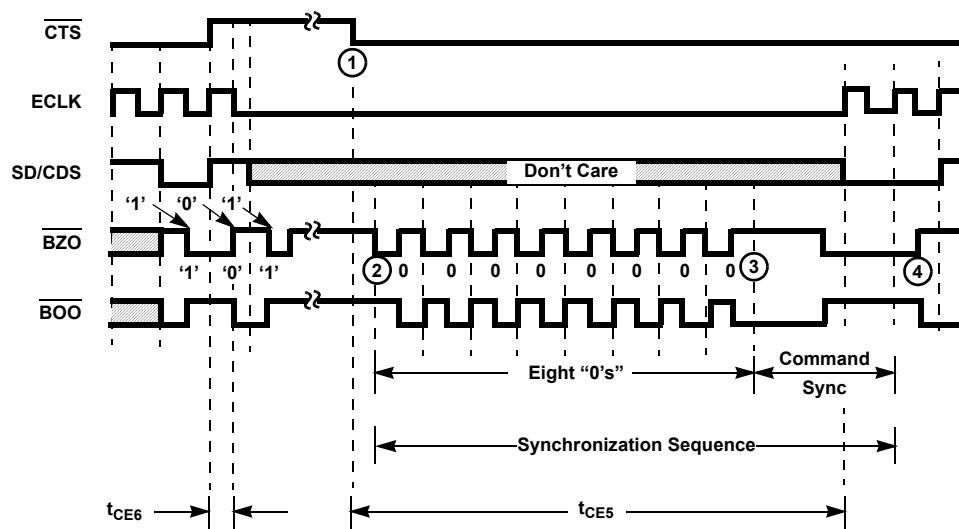 CTS
1
ECLK
SD/CDS
Don't Care
‘1’ ‘0’ ‘1’
BZO
‘1’ ‘0’ ‘1’
2 0 0 0 0 0 0 0 0 3 4
BOO
Eight “0’s”
Command
Sync
Synchronization Sequence
tCE6
tCE5